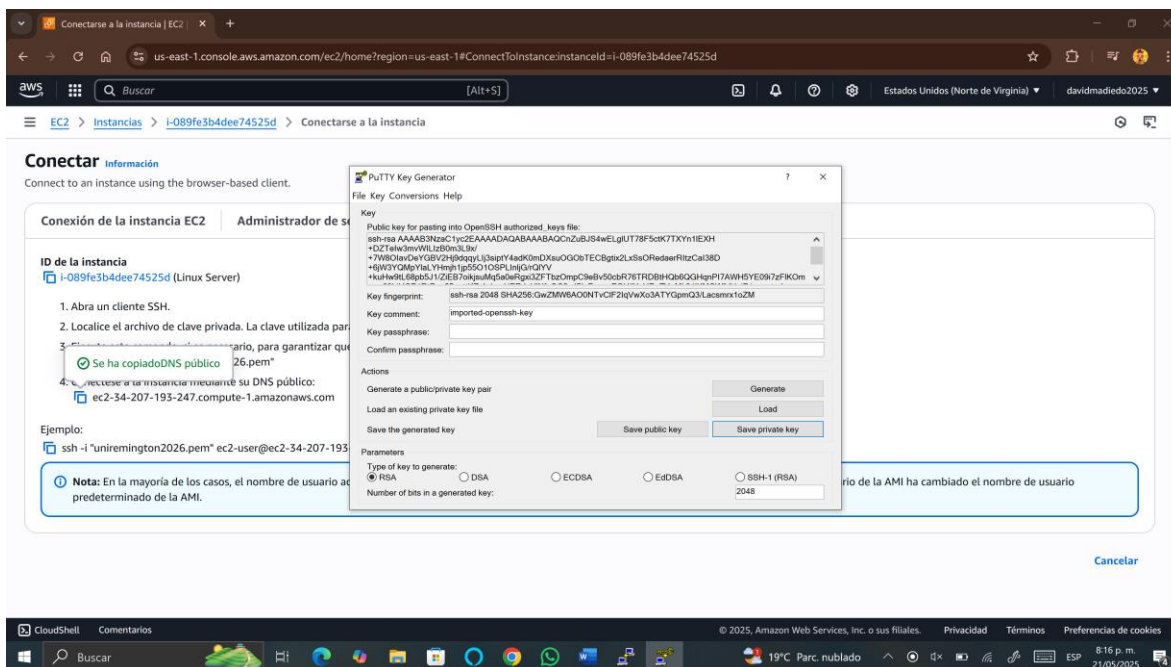 Conectarse a la instancia | EC2
us-east-1.console.aws.amazon.com/ec2/home?region=us-east-1#ConnectToInstance:instanceId=i-089fe3b4dee74525d
aws
Buscar
[Alt+S]
Estados Unidos (Norte de Virginia)
davidmadiedo2025
EC2 > Instancias > i-089fe3b4dee74525d > Conectarse a la instancia
Conectar Información
Connect to an instance using the browser-based client.
Conexión de la instancia EC2
Administrador de s
ID de la instancia
i-089fe3b4dee74525d (Linux Server)
1. Abra un cliente SSH.
2. Localice el archivo de clave privada. La clave utilizada par
3.
ario, para garantizar que
26.pem"
Se ha copiadoDNS público
4.
mediante su DNS público:
ec2-34-207-193-247.compute-1.amazonaws.com
Ejemplo:
ssh -i "uniremington2026.pem" ec2-user@ec2-34-207-193
Nota: En la mayoría de los casos, el nombre de usuario
rio de la AMI ha cambiado el nombre de usuario
predeterminado de la AMI.
Cancelar
PuTTY Key Generator
File Key Conversions Help
Key
Public key for pasting into OpenSSH authorized_keys file:
ssh-rsa
Key fingerprint:
ssh-rsa 2048
Key comment:
imported-openssh-key
Key passphrase:
Confirm passphrase:
Actions
Generate a public/private key pair
Generate
Load an existing private key file
Load
Save the generated key
Save public key
Save private key
Parameters
Type of key to generate:
RSA
DSA
ECDSA
EdDSA
SSH-1 (RSA)
Number of bits in a generated key:
2048
CloudShell
Comentarios
© 2025, Amazon Web Services, Inc. o sus filiales.
Privacidad
Términos
Preferencias de cookies
Buscar
19°C Parc. nublado
ESP
8:16 p. m.
21/05/2025